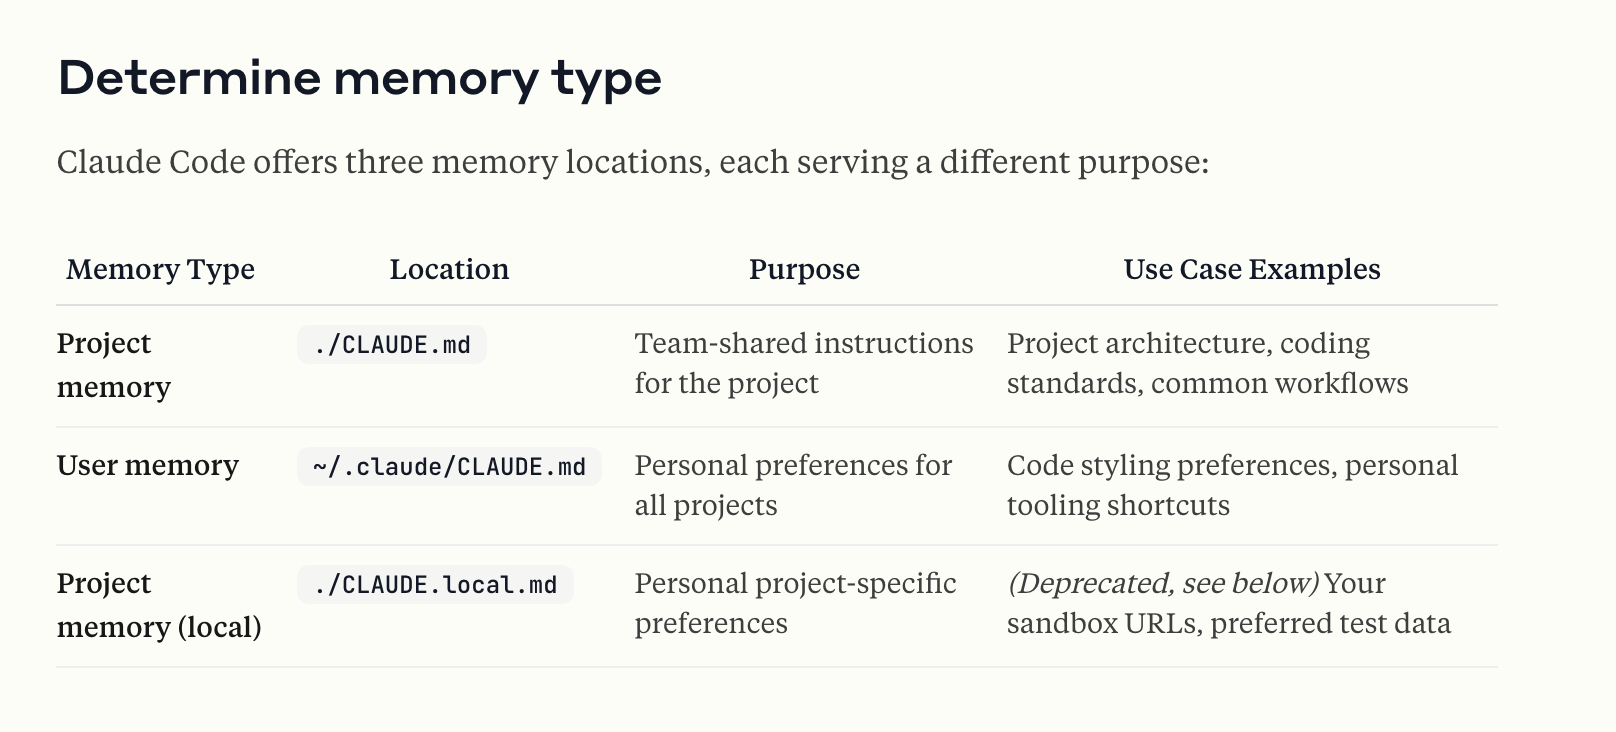 Determine memory type
Claude Code offers three memory locations, each serving a different purpose:
Memory Type Location Purpose Use Case Examples
Project
memory
./CLAUDE.md
Team-shared instructions
for the project
Project architecture, coding
standards, common workflows
User memory
~/.claude/CLAUDE.md
Personal preferences for
all projects
Code styling preferences, personal
tooling shortcuts
Project
memory (local)
./CLAUDE.local.md
Personal project-specific
preferences
(Deprecated, see below) Your
sandbox URLs, preferred test data